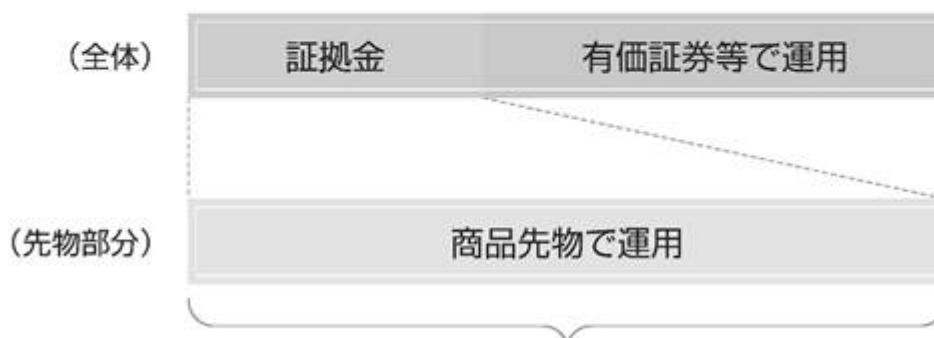 （全体）
証拠金
有価証券等で運用
（先物部分）
商品先物で運用